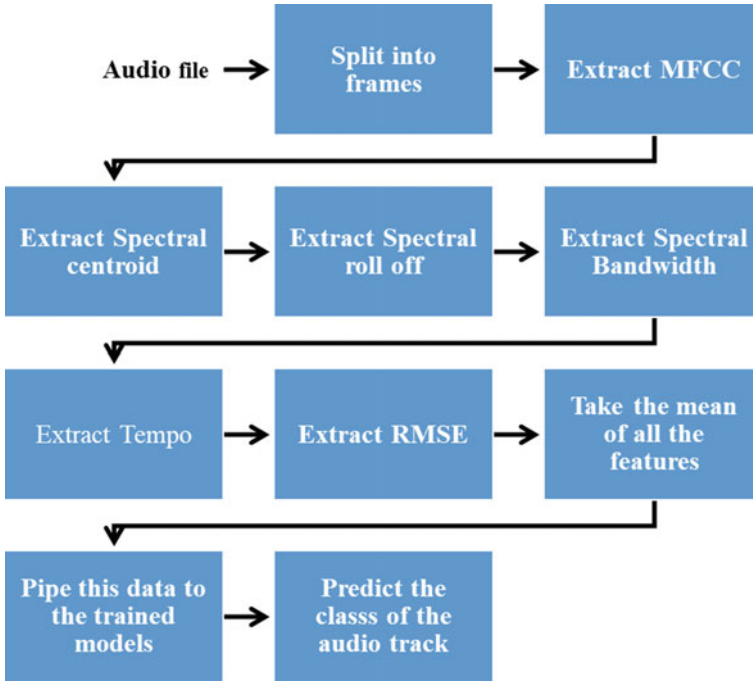 Audio file
Split into
frames
Extract MFCC
Extract Spectral
centroid
Extract Spectral
roll off
Extract Spectral
Bandwidth
Extract Tempo
Extract RMSE
Take the mean
of all the
features
Pipe this data to
the trained
models
Predict the
classs of the
audio track